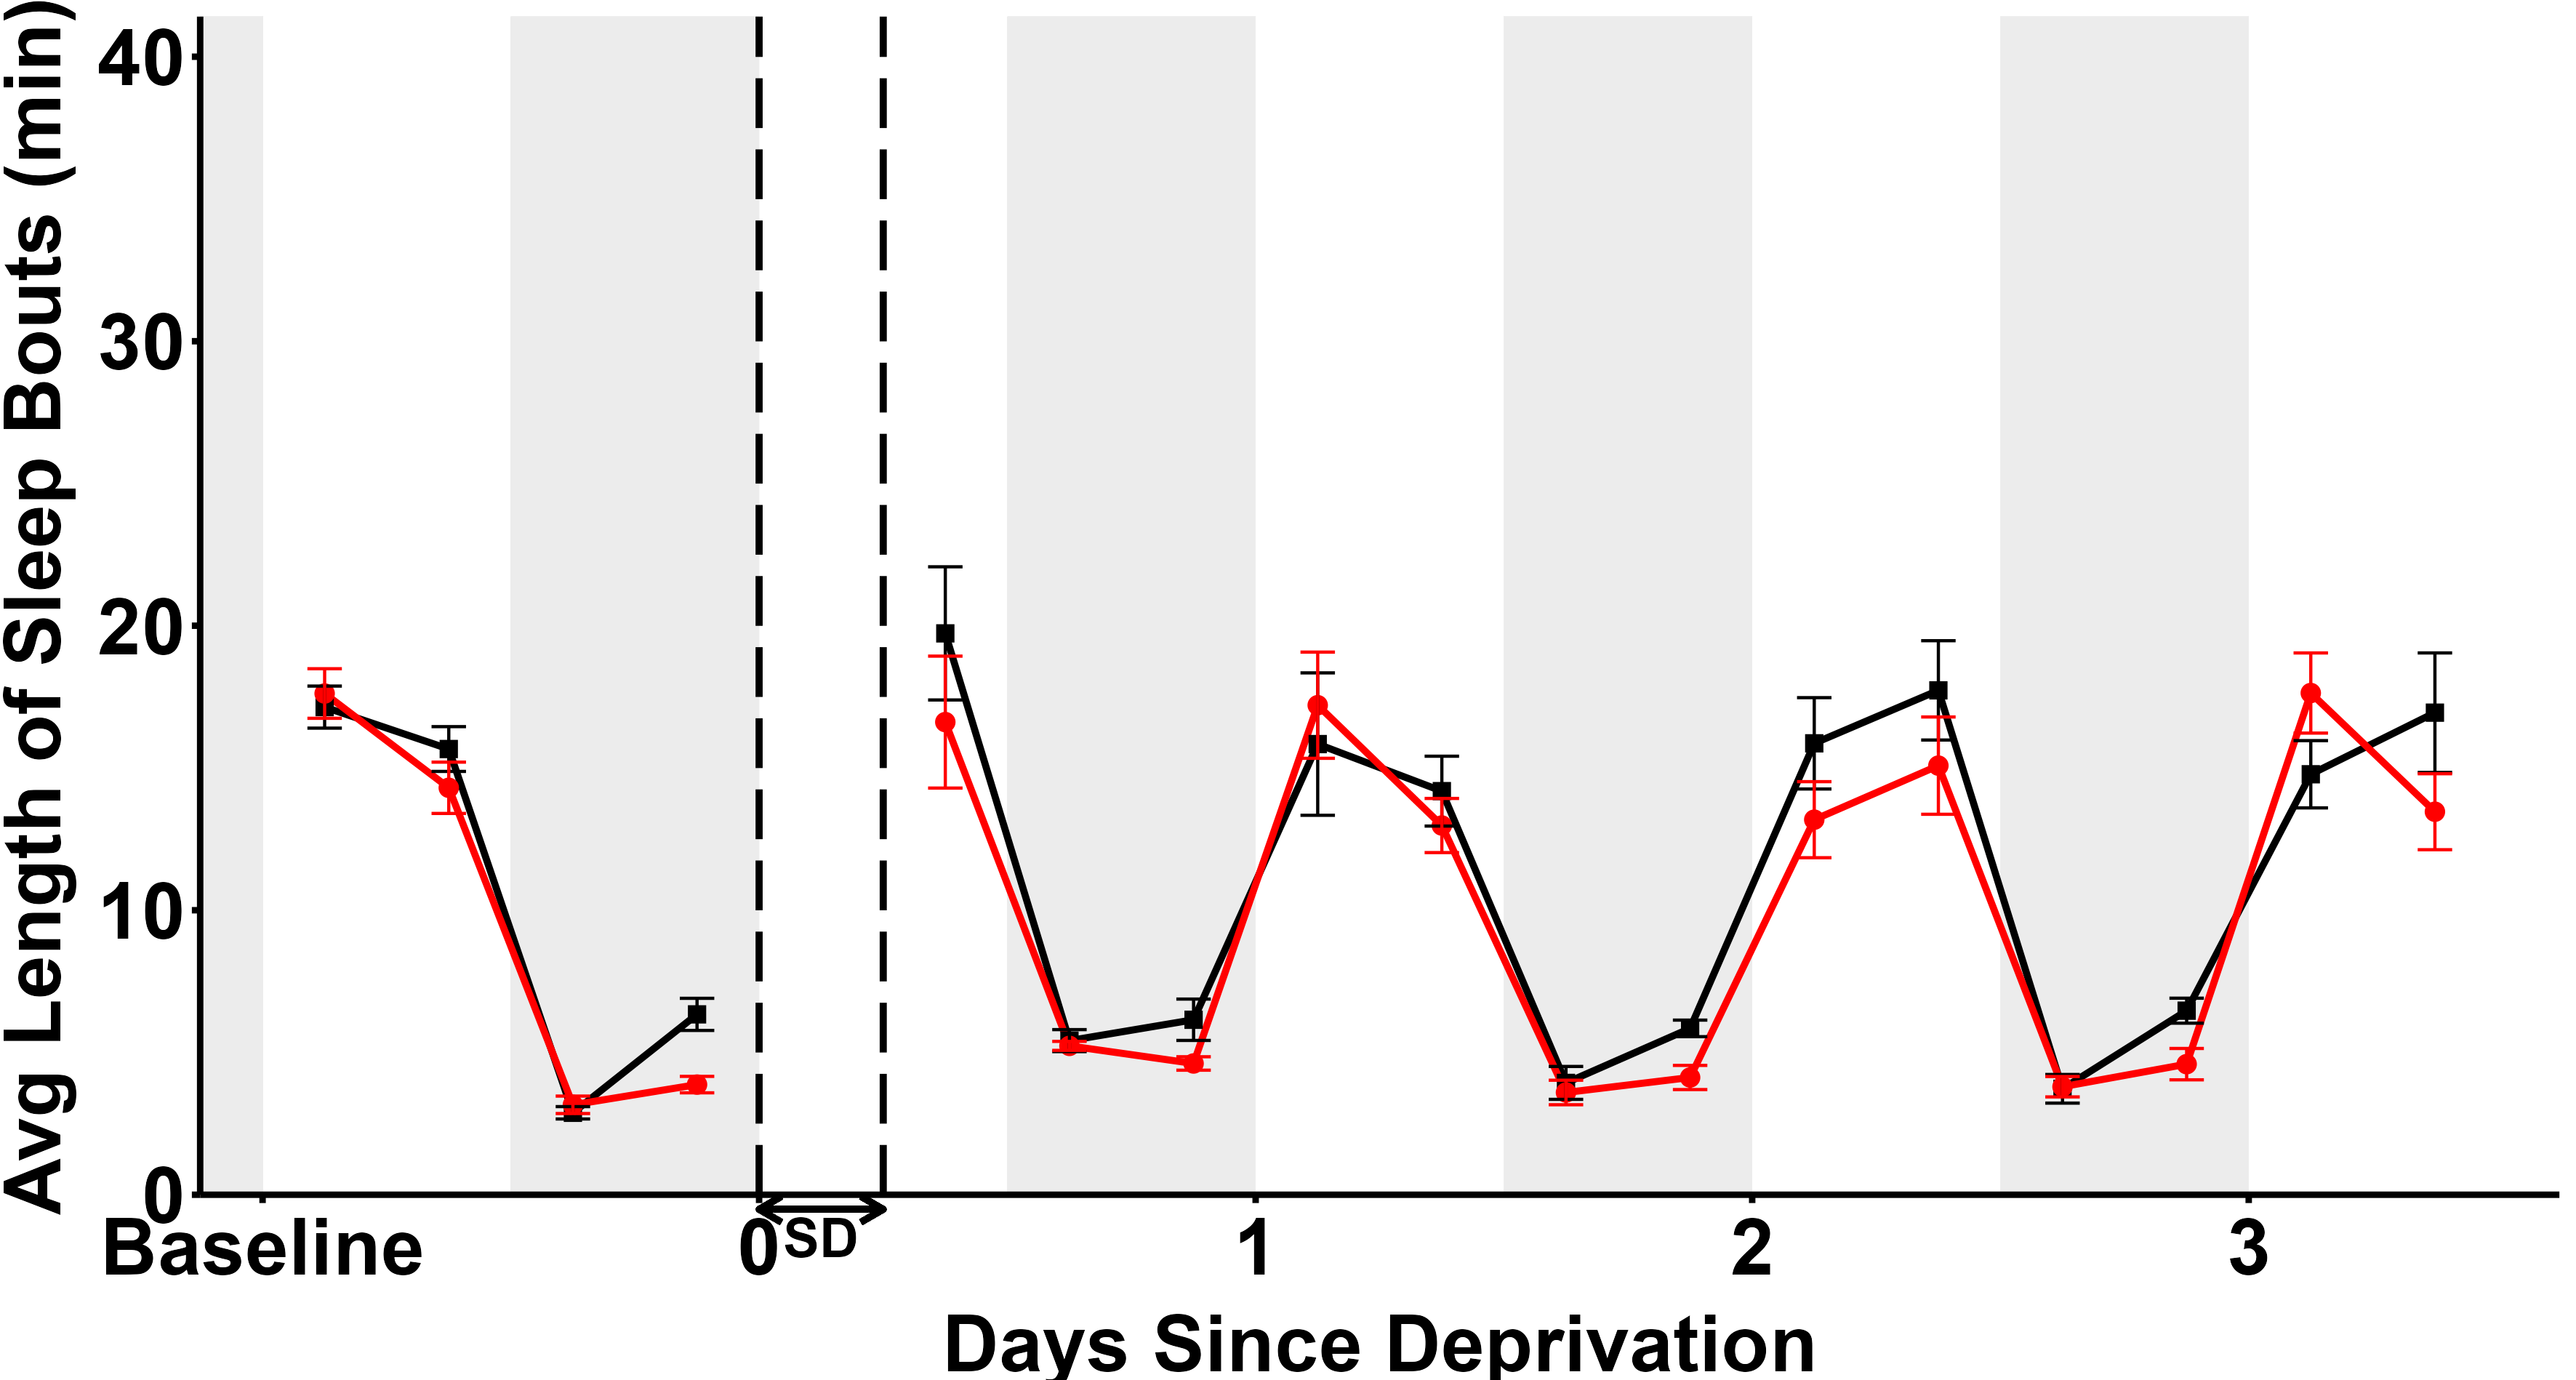 Avg Length of Sleep Bouts (min)
40
30
20
10
0
Baseline
0
SD
1
2
3
Days Since Deprivation